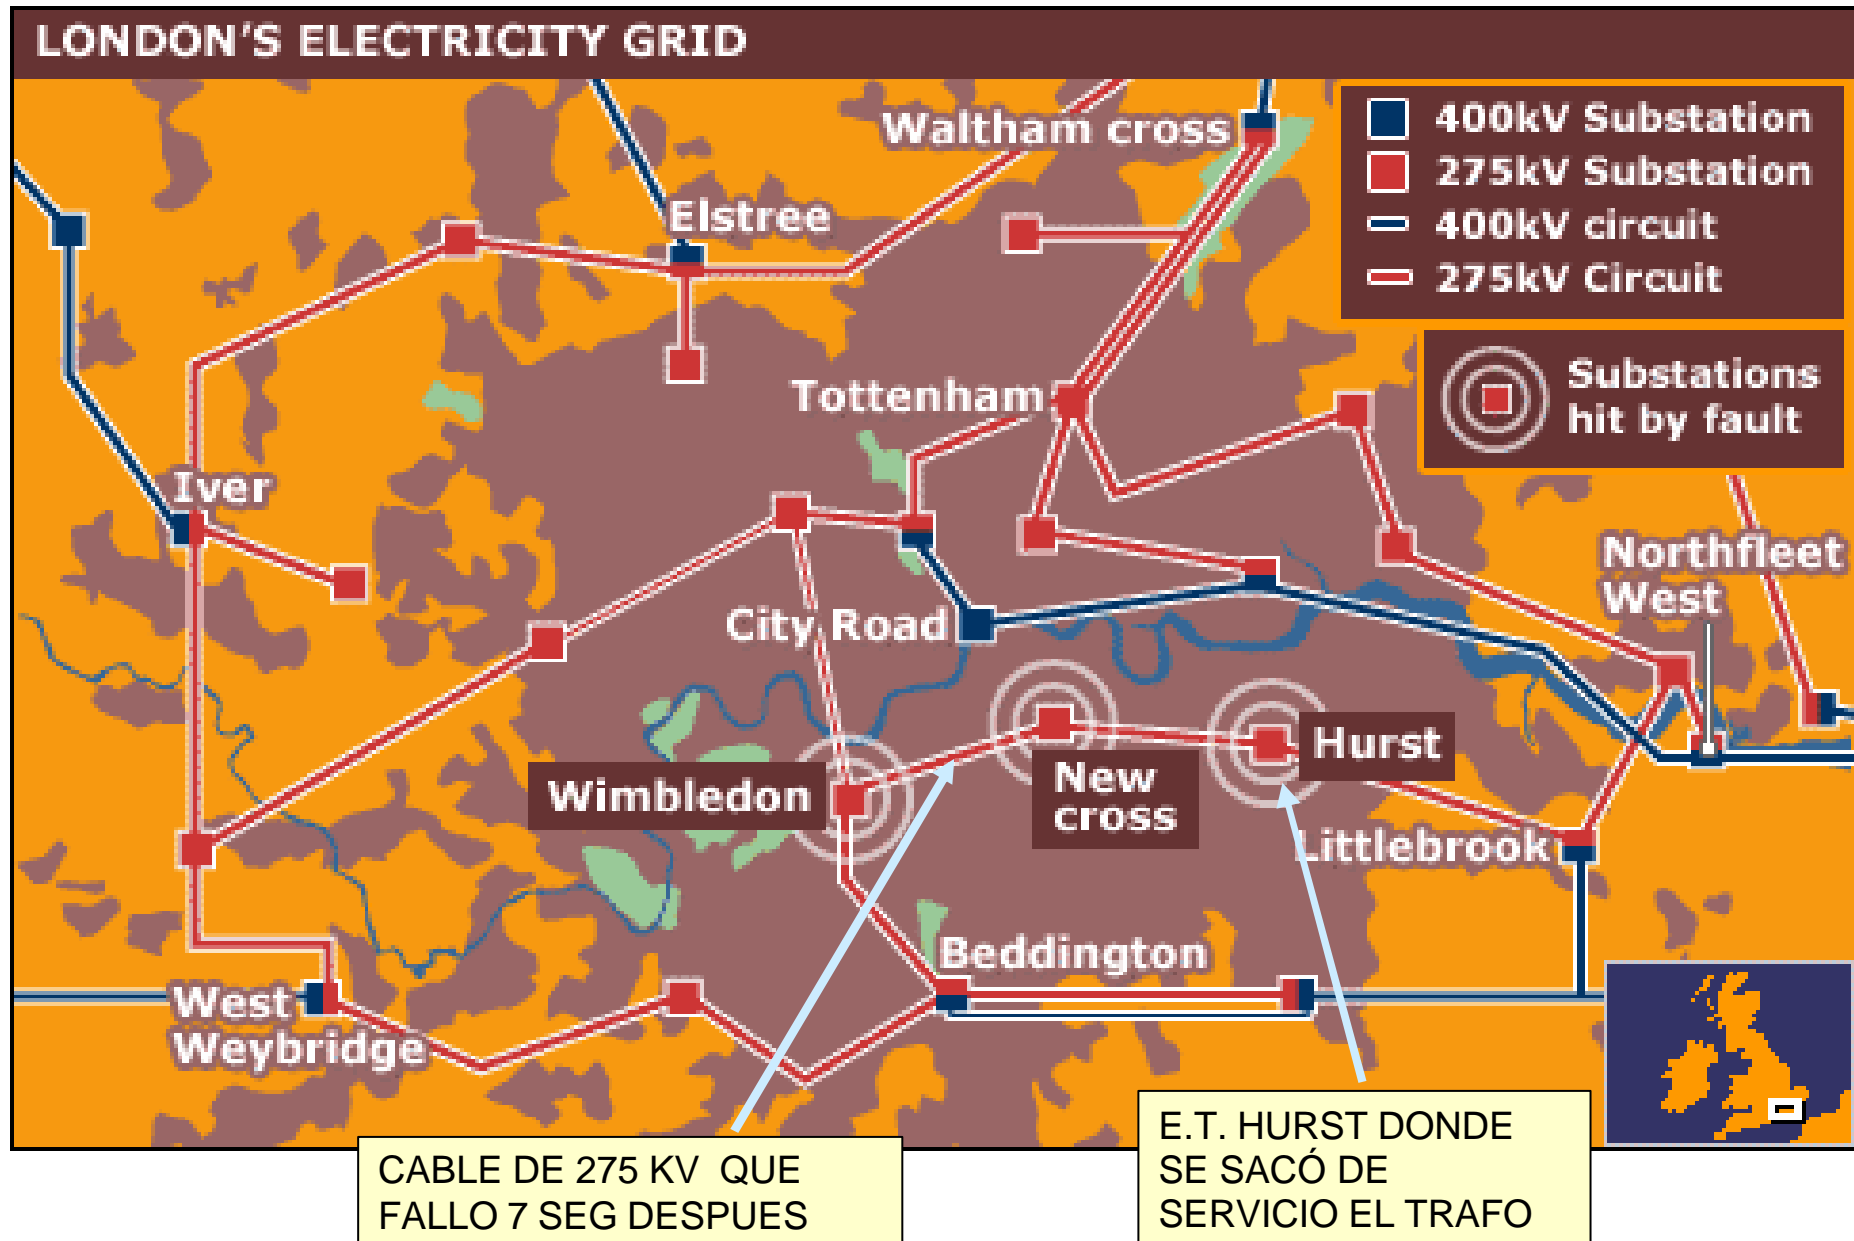 LONDON'S ELECTRICITY GRID
Waltham cross
400kV Substation
275kV Substation
400kV circuit
275kV Circuit
Elstree
Substations
hit by fault
Tottenham
Iver
Northfleet
West
City Road
Hurst
Wimbledon
New
cross
Littlebrook
Beddington
West
Weybridge
CABLE DE 275 KV QUE
FALLO 7 SEG DESPUES
E.T. HURST DONDE
SE SACÓ DE
SERVICIO EL TRAFO